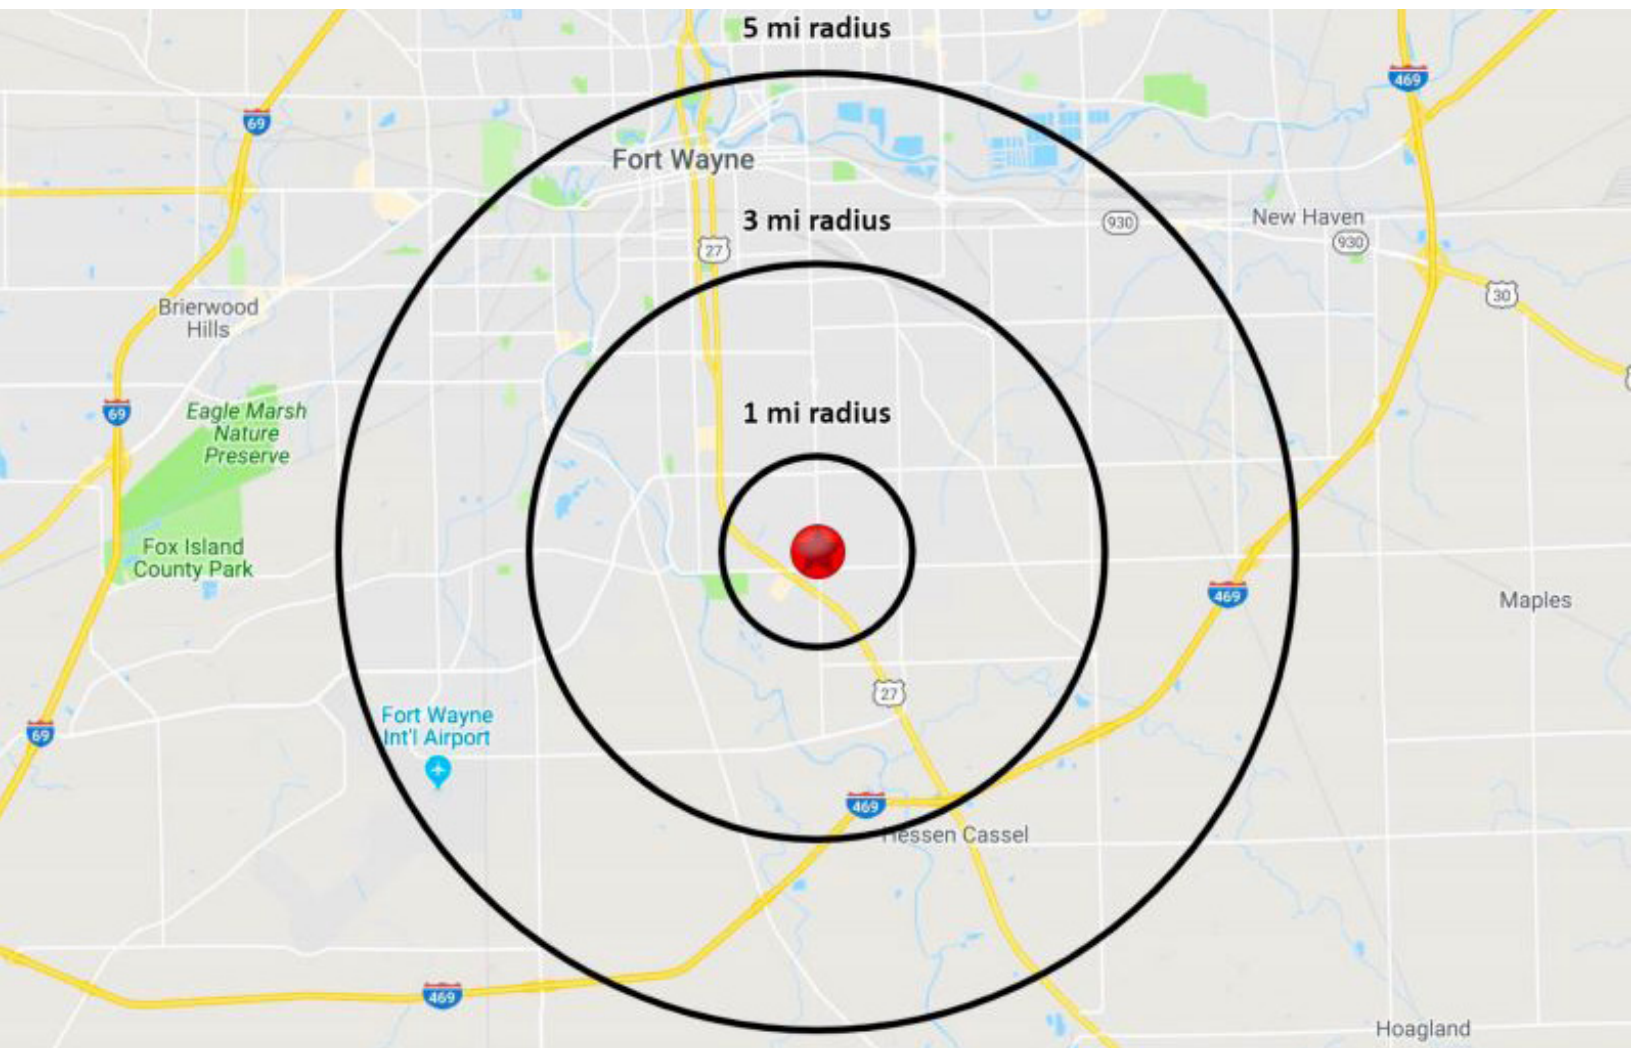 5 mi radius
469
69
Fort Wayne
3 mi radius
New Haven
930
930
27
30
Brierwood
Hills
1 mi radius
69
Eagle Marsh
Nature
Preserve
Fox Island
County Park
469
Maples
27
Fort Wayne
Int'l Airport
69
469
Hessen Cassel
469
Hoagland